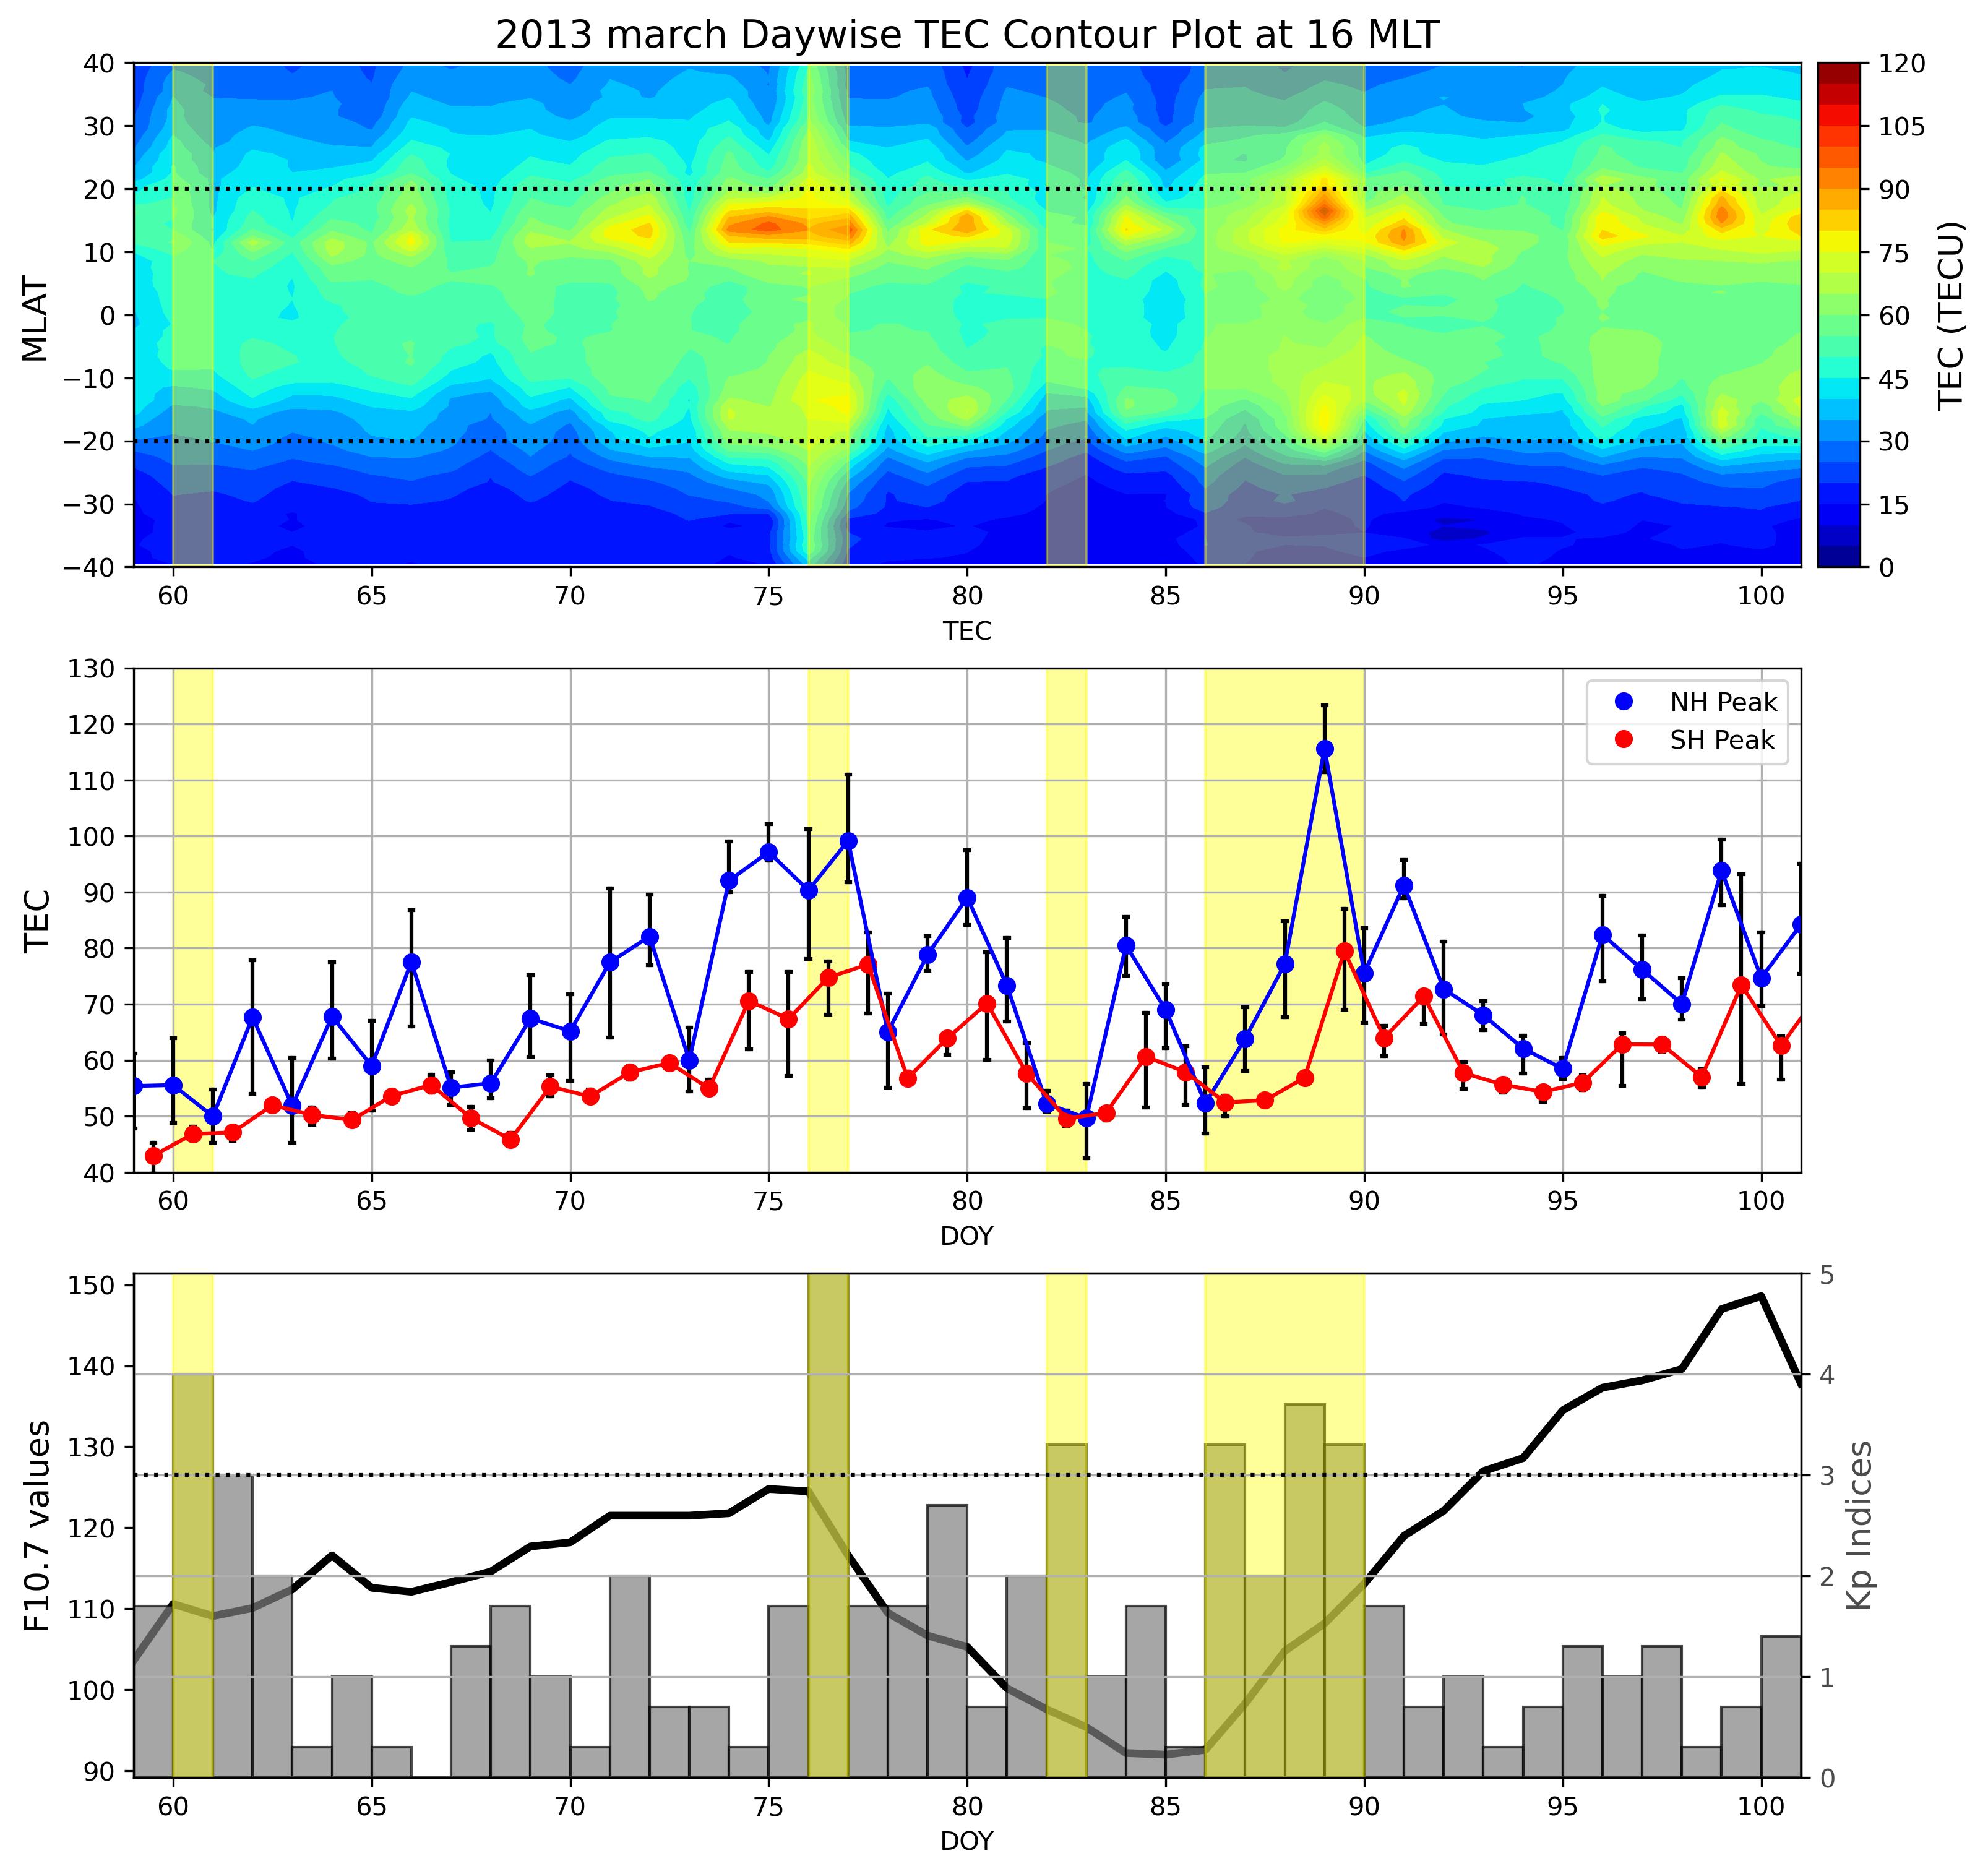 2013 march Daywise TEC Contour Plot at 16 MLT
40
30
20
10
0
−10
−20
−30
−40
MLAT
60 65 70 75 80 85 90 95 100
TEC
120
105
90
75
60
45
30
15
0
TEC (TECU)
130
120
110
100
90
80
70
60
50
40
TEC
NH Peak
SH Peak
60 65 70 75 80 85 90 95 100
DOY
150
140
130
120
110
100
90
F10.7 values
5
4
3
2
1
0
Kp Indices
60 65 70 75 80 85 90 95 100
DOY